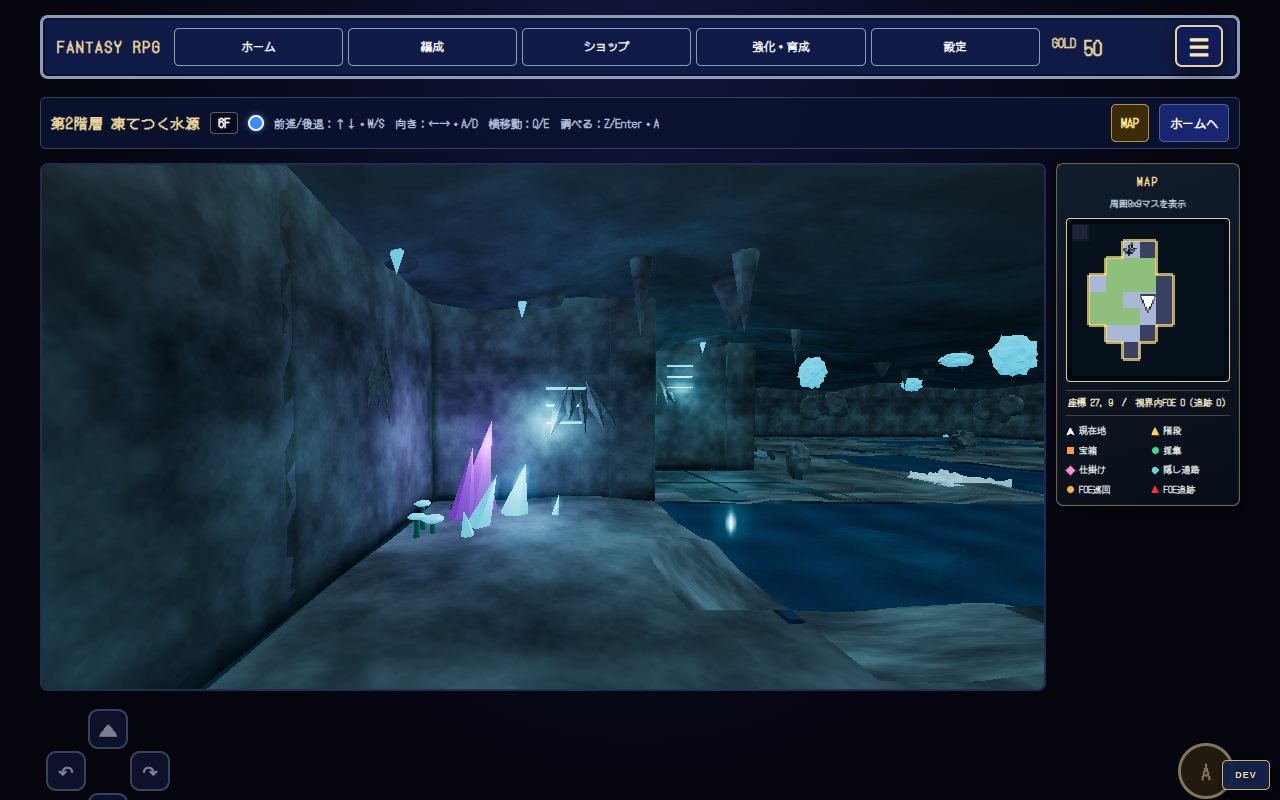 FANTASY RPG
ホーム
編成
ショップ
強化・育成
設定
GOLD 50
第2階層 凍てつく水源
6F
前進/後退：↑↓・W/S 向き：←→・A/D 横移動：Q/E 調べる：Z/Enter・A
MAP
ホームへ
MAP
周囲9x9マスを表示
座標 27, 9 / 視界内FOE 0 (追跡 0)
現在地
階段
宝箱
採集
仕掛け
隠し通路
FOE巡回
FOE追跡
A
DEV